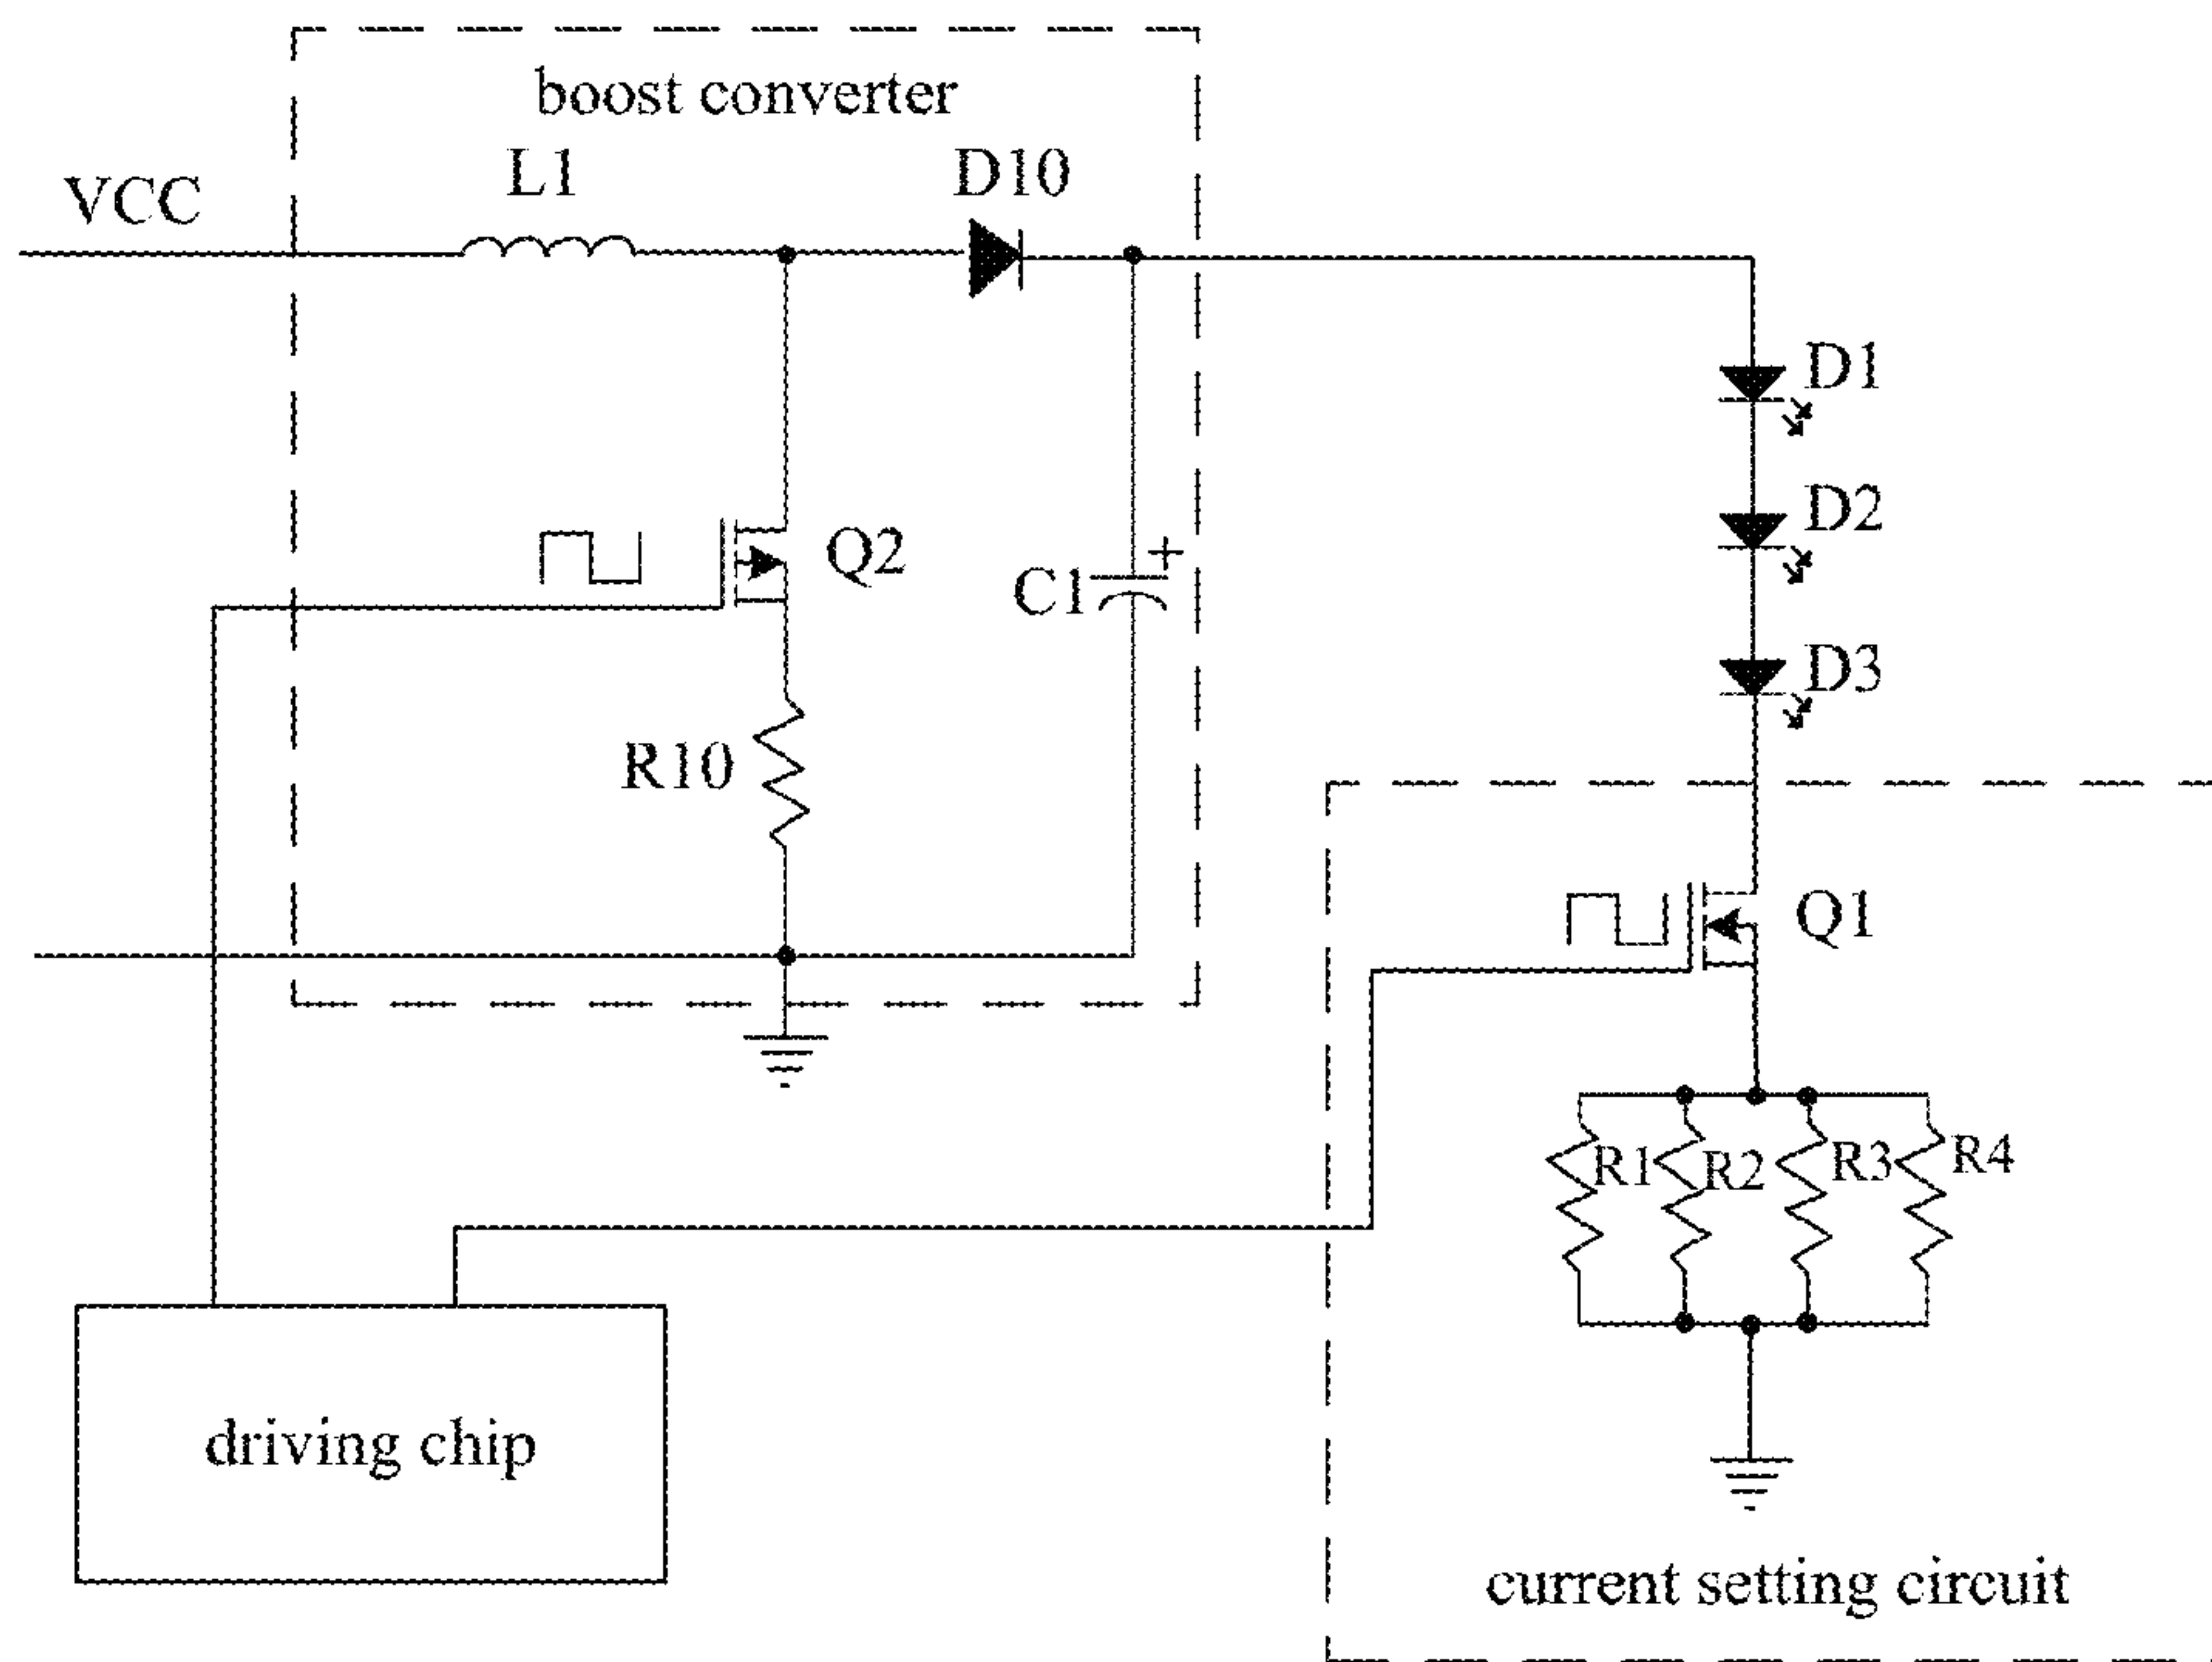 boost converter
VCC
L1
D10
D1
Q2
C1
+
D2
D3
R10
Q1
R1
R2
R3
R4
driving chip
current setting circuit